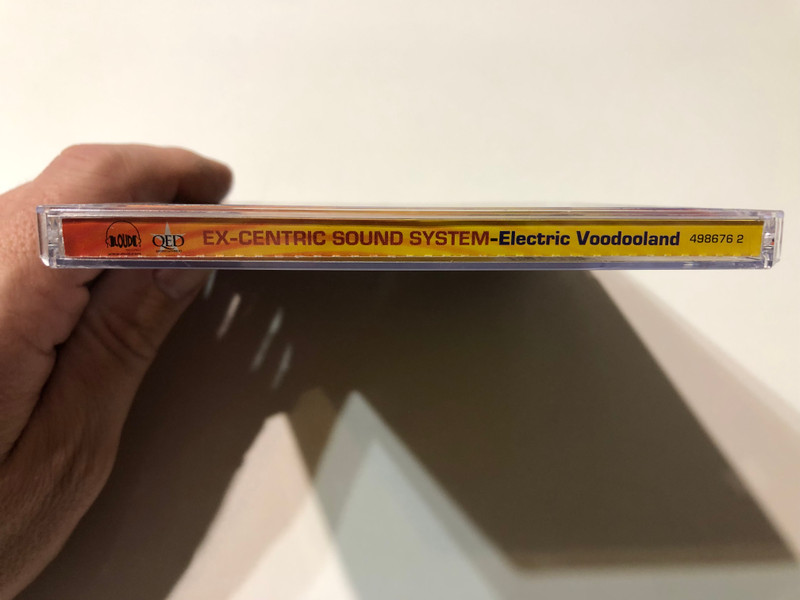 QED EX-CENTRIC SOUND SYSTEM-Electric Voodooland 498676 2